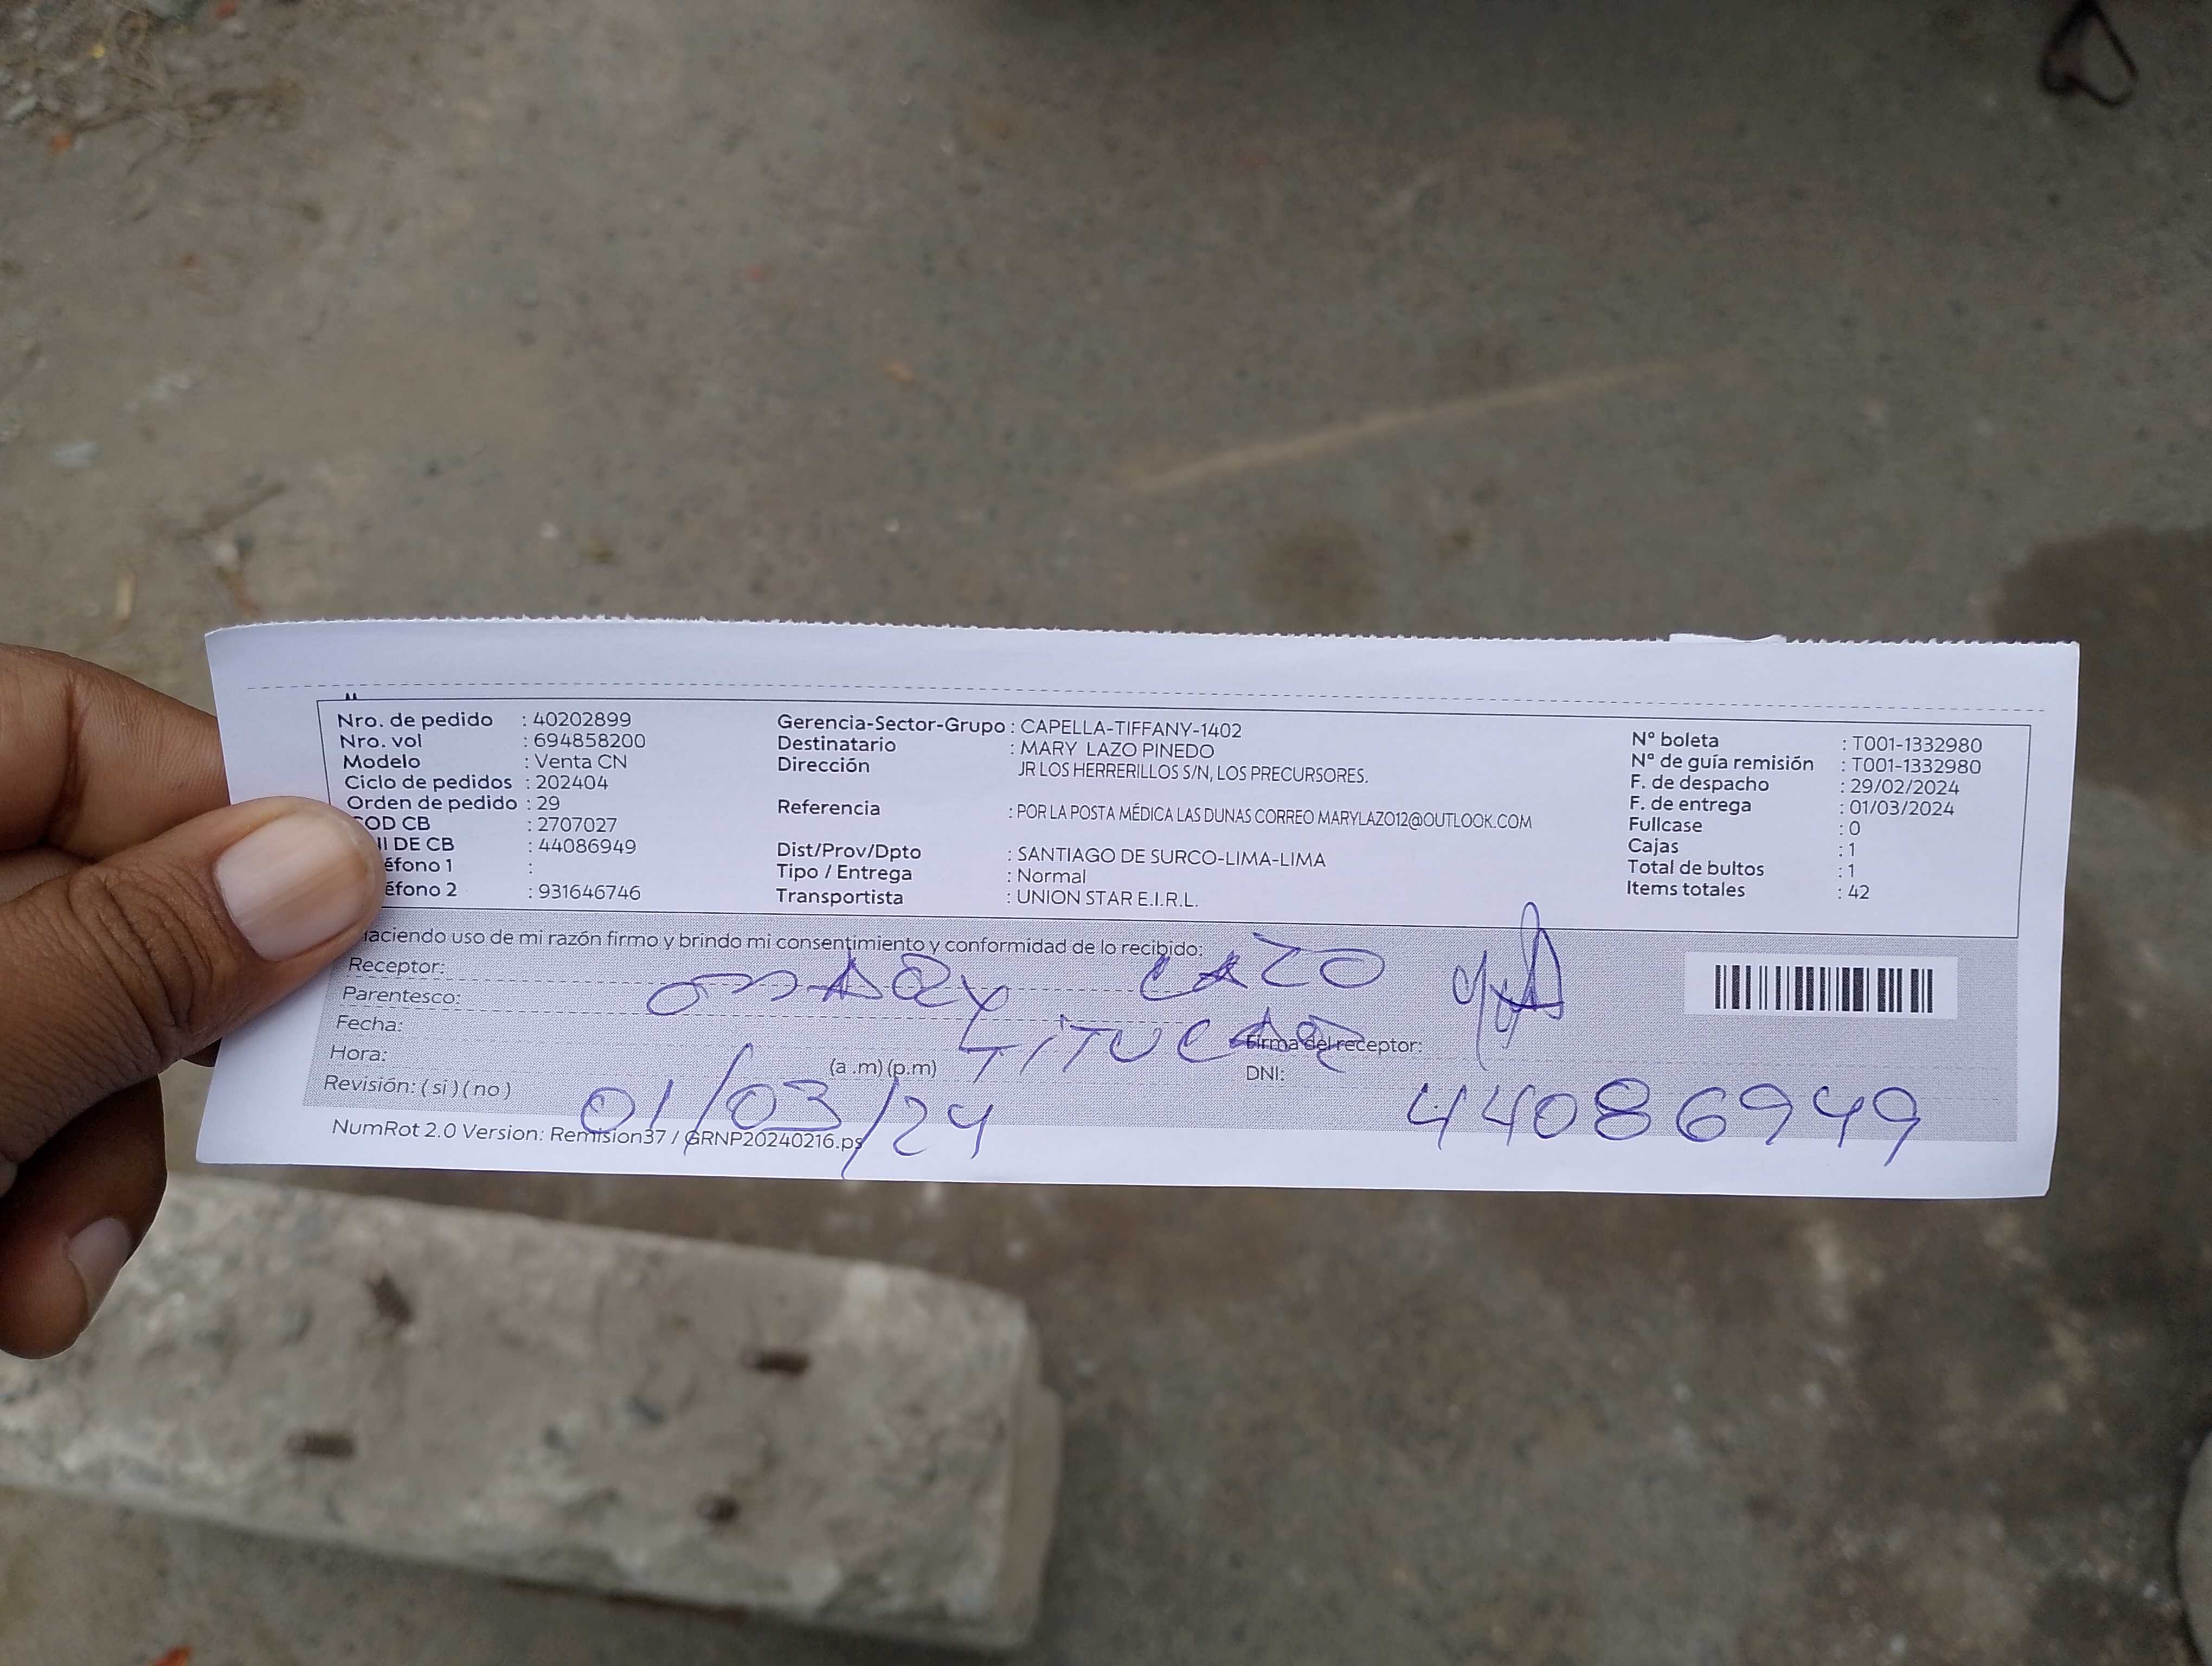 Nro. de pedido : 40202899
Nro. vol : 694858200
Modelo : Venta CN
Ciclo de pedidos : 202404
Orden de pedido : 29
COD CB : 2707027
DE CB : 44086949
éfono 1 :
éfono 2 : 931646746
Gerencia-Sector-Grupo : CAPELLA-TIFFANY-1402
Destinatario : MARY LAZO PINEDO
Dirección JR LOS HERRERILLOS S/N, LOS PRECURSORES.
Referencia : POR LA POSTA MÉDICA LAS DUNAS CORREO MARYLAZO12@OUTLOOK.COM
Dist/Prov/Dpto : SANTIAGO DE SURCO-LIMA-LIMA
Tipo / Entrega : Normal
Transportista : UNION STAR E.I.R.L.
N° boleta : T001-1332980
N° de guía remisión : T001-1332980
F. de despacho : 29/02/2024
F. de entrega : 01/03/2024
Fullcase : 0
Cajas : 1
Total de bultos : 1
Items totales : 42
haciendo uso de mi razón firmo y brindo mi consentimiento y conformidad de lo recibido:
Receptor: MARY LAZO
Parentesco: TITULAR
Fecha:
Firma del receptor:
Hora: (a .m) (p.m)
DNI: 44086949
Revisión: ( si ) ( no ) 01/03/24
NumRot 2.0 Version: Remision37 / GRNP20240216.ps